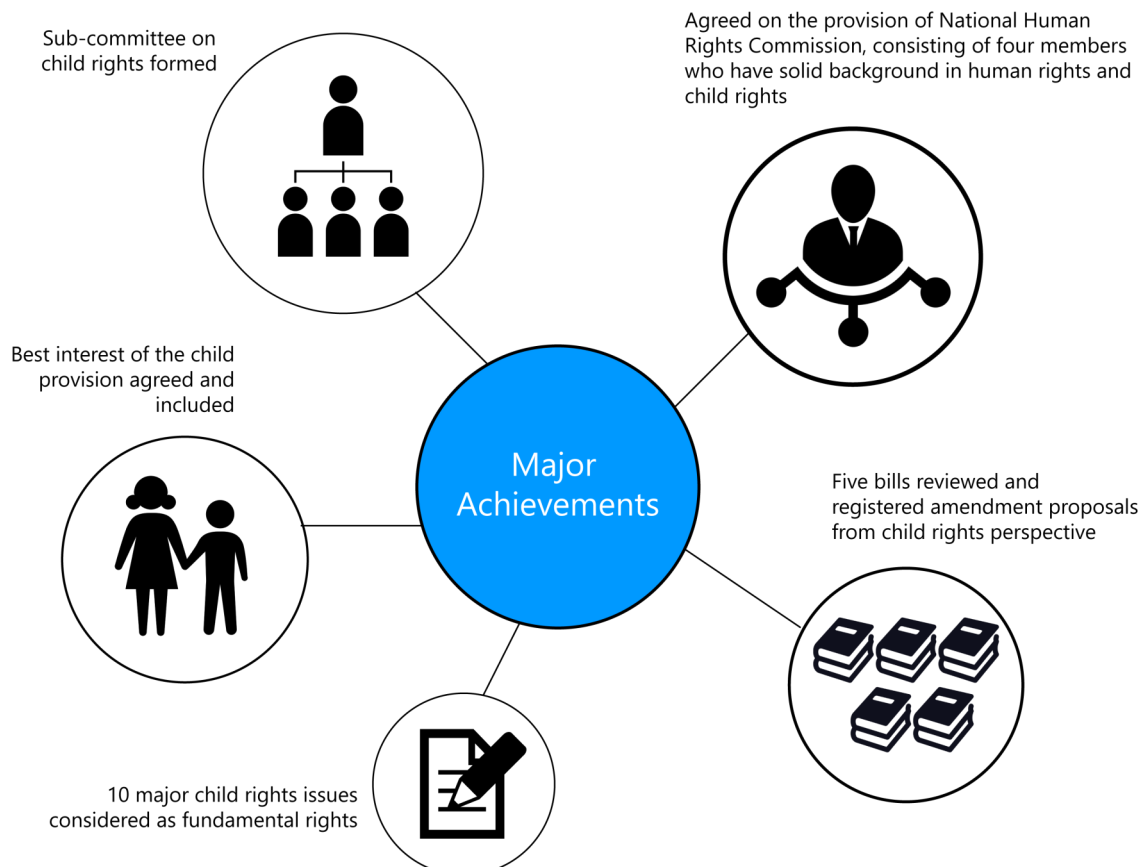 Sub-committee on
child rights formed
Agreed on the provision of National Human
Rights Commission, consisting of four members
who have solid background in human rights and
child rights
Best interest of the child
provision agreed and
included
Major
Achievements
Five bills reviewed and
registered amendment proposals
from child rights perspective
10 major child rights issues
considered as fundamental rights